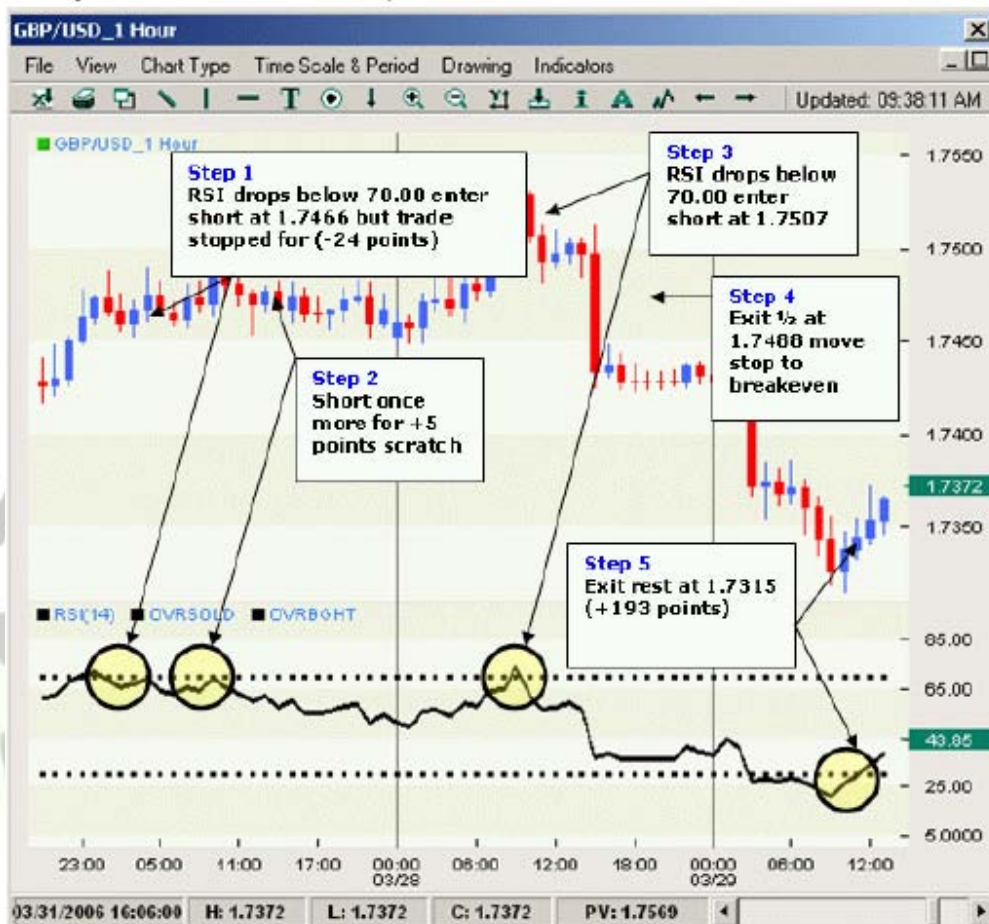 GBP/USD_1 Hour
File View Chart Type Time Scale & Period Drawing Indicators
Updated: 09:38:11 AM
GBP/USD_1 Hour
Step 1
RSI drops below 70.00 enter
short at 1.7466 but trade
stopped for (-24 points)
Step 2
Short once
more for +5
points scratch
Step 3
RSI drops below
70.00 enter
short at 1.7507
Step 4
Exit ½ at
1.7488 move
stop to
breakeven
Step 5
Exit rest at 1.7315
(+193 points)
1.7550
1.7500
1.7450
1.7400
1.7372
1.7350
RSI(14) OVRSOLD OVRBGHT
85.00
65.00
43.85
25.00
5.0000
23:00 05:00 11:00 17:00 00:00 06:00 12:00 18:00 00:00 06:00 12:00
03/28 03/29
03/31/2006 16:06:00 H: 1.7372 L: 1.7372 C: 1.7372 PV: 1.7569